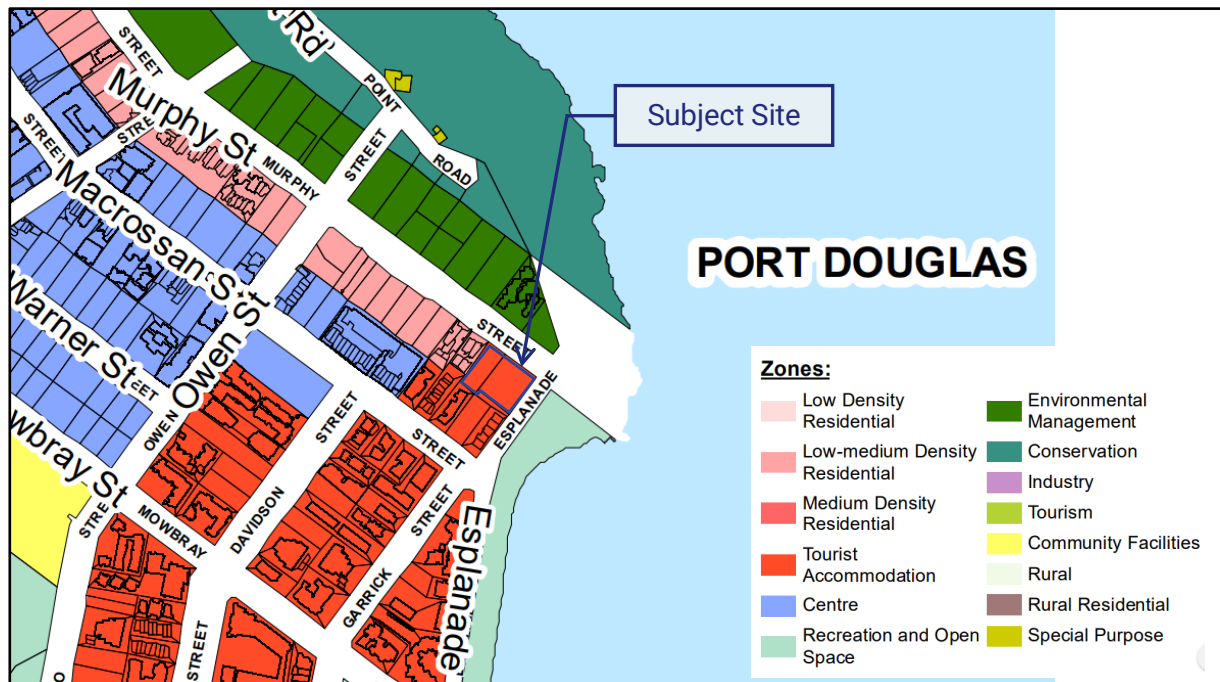 t Rd'
STREET
POINT
Subject Site
Murphy St
STRE
STREET
STREET
MURPHY
ROAD
Macrossan St
PORT DOUGLAS
Warner St
EET
Owen St
STREET
STREET
ESPLANADE
OWEN
STREET
wbray St
STRE
MOWBRAY
DAVIDSON
STREET
Esplanade
GARRICK
STREET
O
Zones:
Low Density
Residential
Low-medium Density
Residential
Medium Density
Residential
Tourist
Accommodation
Centre
Recreation and Open
Space
Environmental
Management
Conservation
Industry
Tourism
Community Facilities
Rural
Rural Residential
Special Purpose